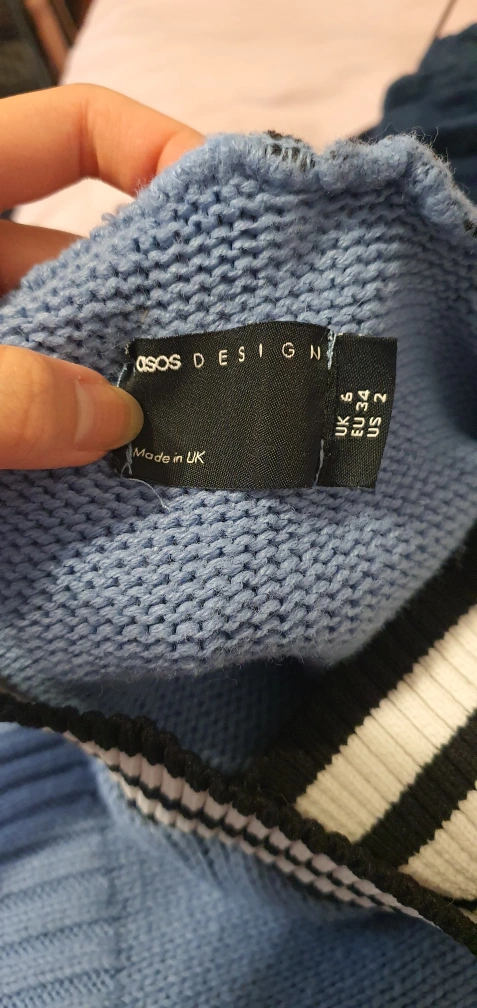 asos DESIGN
Made in UK
UK 6
EU 34
US 2